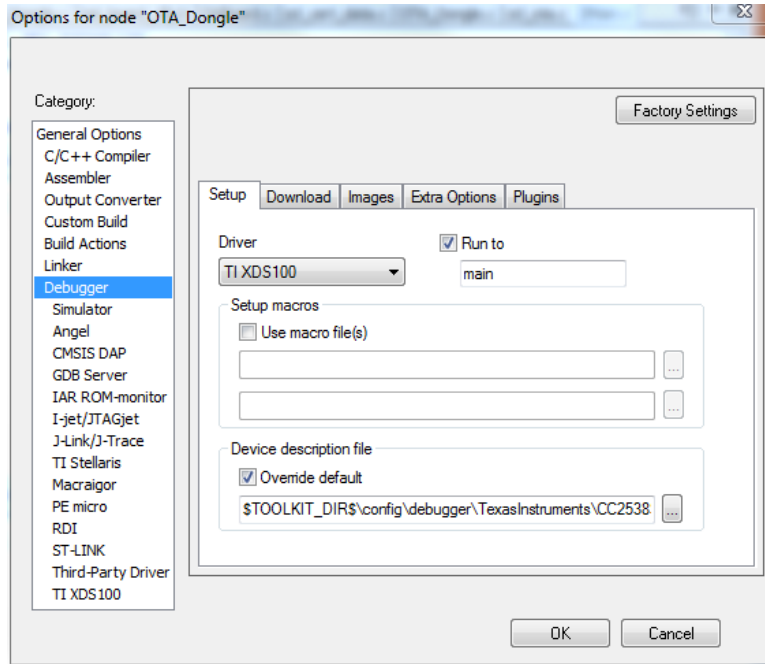 Options for node "OTA_Dongle"
Category:
General Options
C/C++ Compiler
Assembler
Output Converter
Custom Build
Build Actions
Linker
Debugger
Simulator
Angel
CMSIS DAP
GDB Server
IAR ROM-monitor
I-jet/JTAGjet
J-Link/J-Trace
TI Stellaris
Macraigor
PE micro
RDI
ST-LINK
Third-Party Driver
TI XDS100
Factory Settings
Setup Download Images Extra Options Plugins
Driver
TI XDS100
Run to
main
Setup macros
Use macro file(s)
...
...
Device description file
Override default
$TOOLKIT_DIR$\config\debugger\TexasInstruments\CC2538
...
OK Cancel